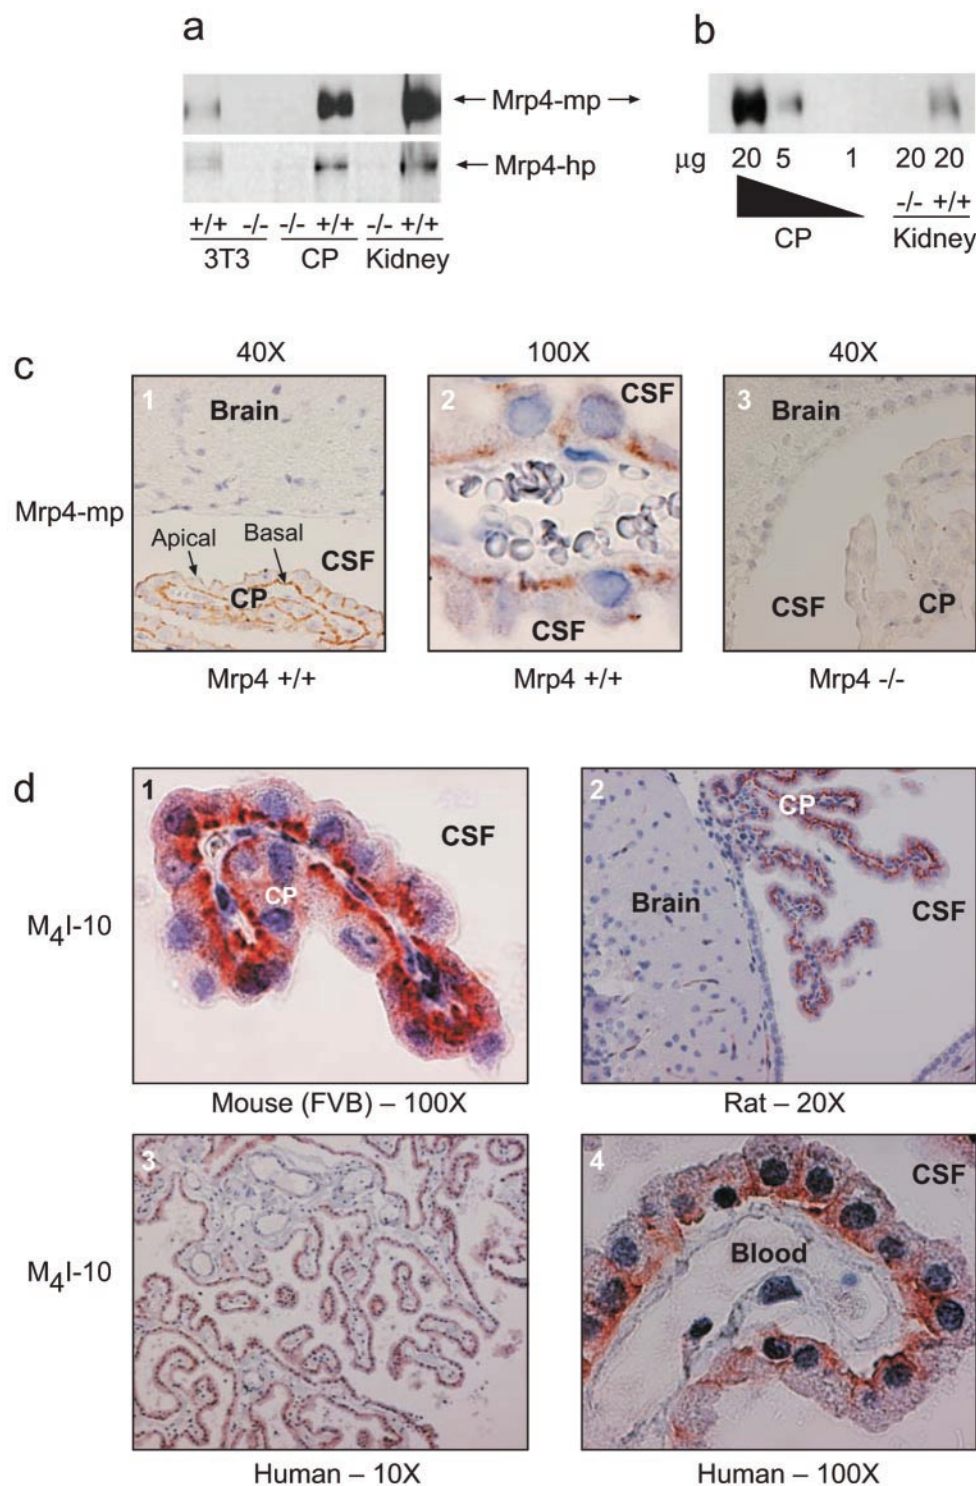 a
b
Mrp4-mp
Mrp4-hp
+/+ -/- -/- +/+ -/- +/+
3T3 CP Kidney
µg 20 5 1 20 20
-/- +/+
CP Kidney
c
40X 100X 40X
Mrp4-mp
1
Brain
Apical
Basal
CSF
CP
2
CSF
CSF
3
Brain
CSF
CP
Mrp4 +/+ Mrp4 +/+ Mrp4 -/-
d
M4I-10
1
CSF
CP
2
CP
Brain
CSF
Mouse (FVB) – 100X Rat – 20X
M4I-10
3
4
CSF
Blood
Human – 10X Human – 100X